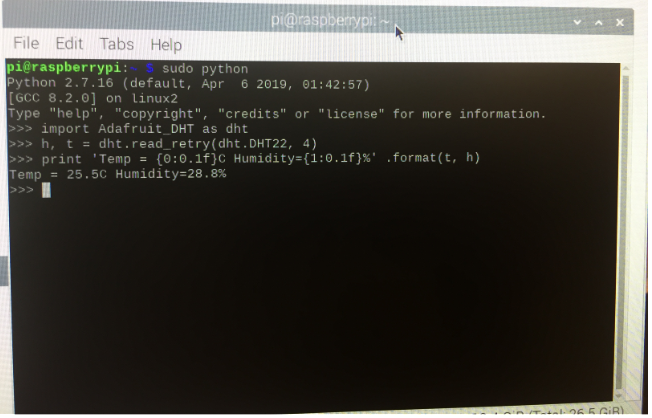 pi@raspberrypi: ~
File Edit Tabs Help
pi@raspberrypi:~ $ sudo python
Python 2.7.16 (default, Apr  6 2019, 01:42:57)
[GCC 8.2.0] on linux2
Type "help", "copyright", "credits" or "license" for more information.
>>> import Adafruit_DHT as dht
>>> h, t = dht.read_retry(dht.DHT22, 4)
>>> print 'Temp = {0:0.1f}C Humidity={1:0.1f}%' .format(t, h)
Temp = 25.5C Humidity=28.8%
>>>
GiB (Total: 26.5 GiB)